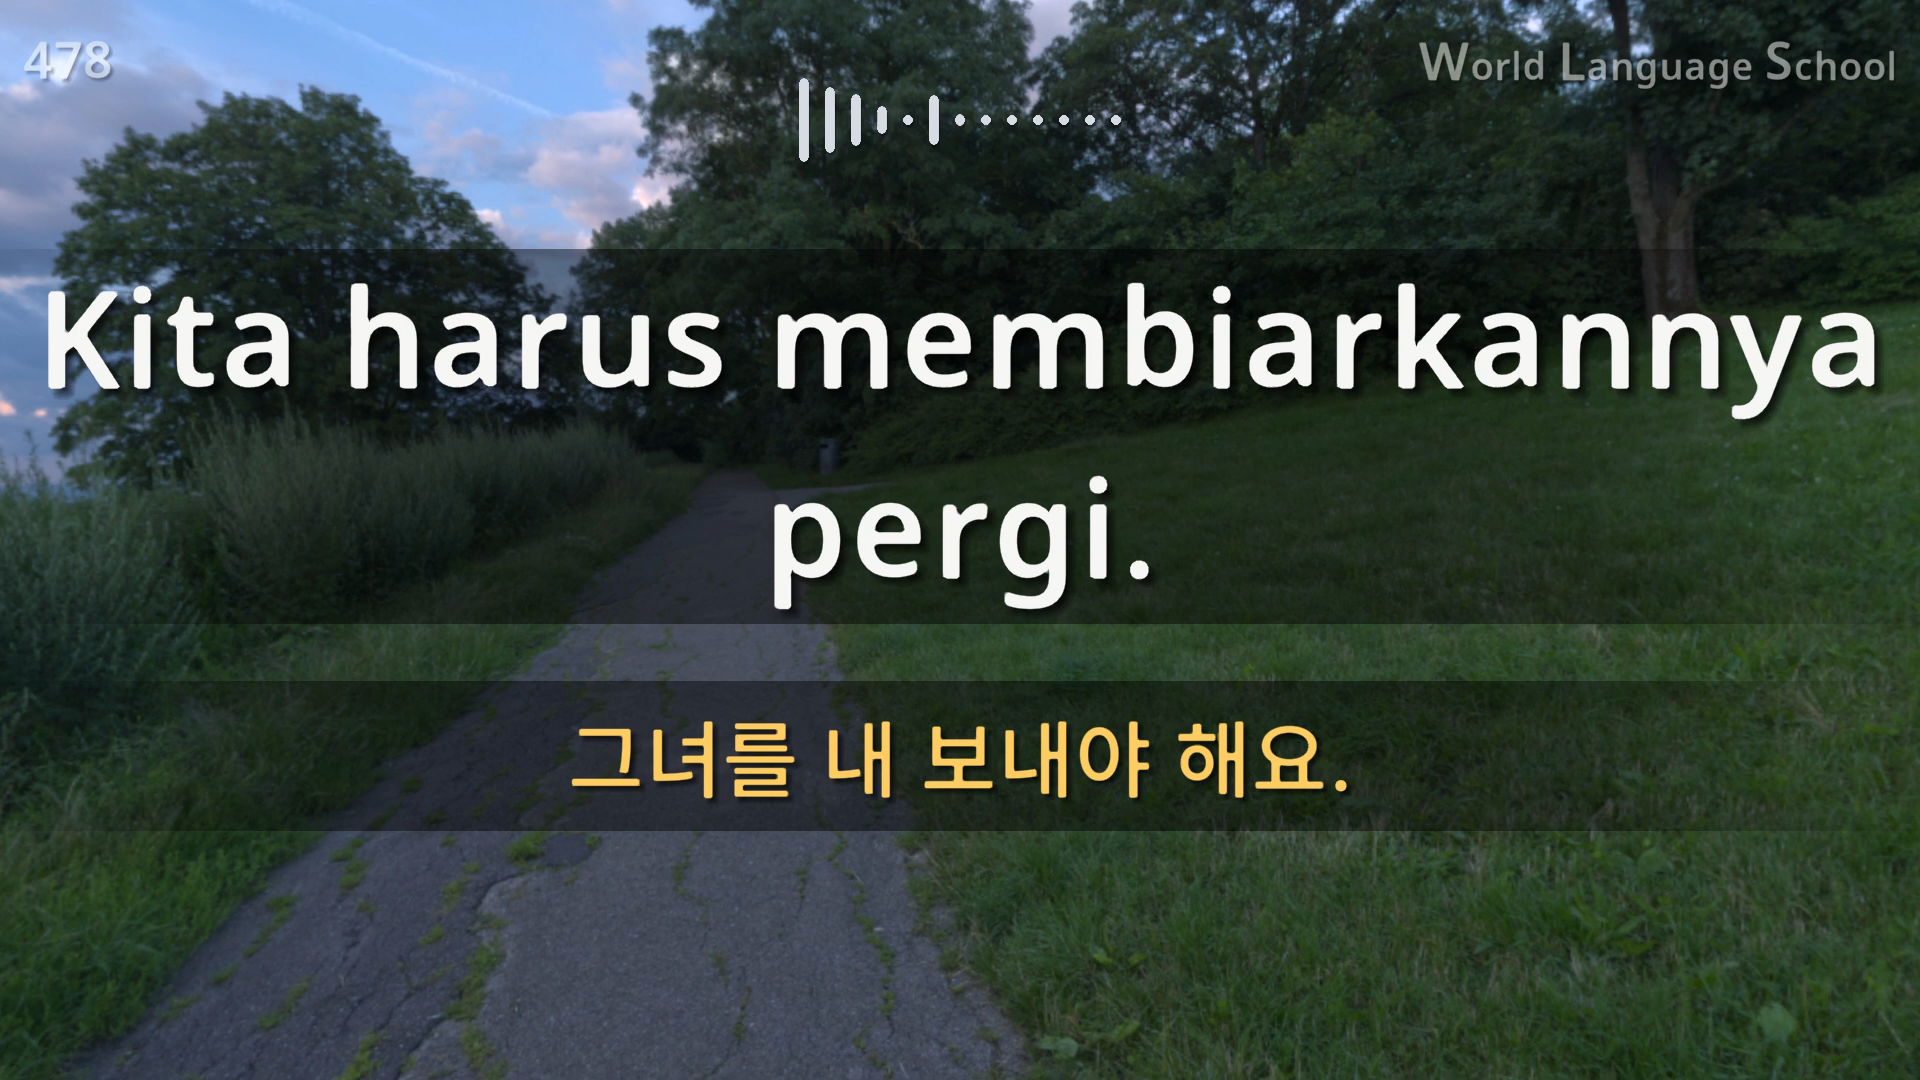 478
World Language School
Kita harus membiarkannya
pergi.
그녀를 내 보내야 해요.